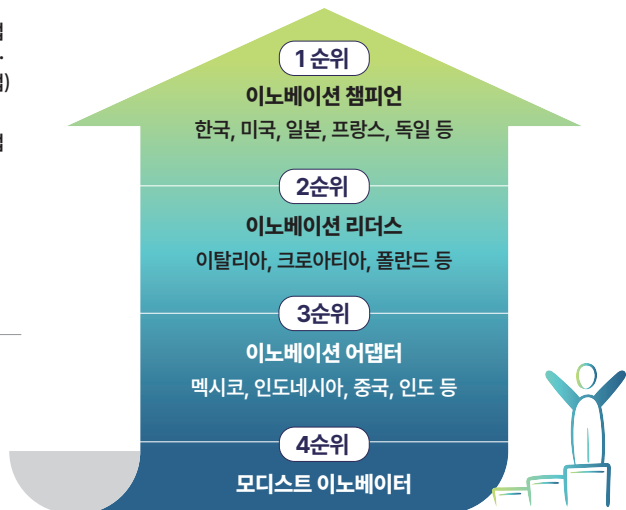 1순위
이노베이션 챔피언
한국, 미국, 일본, 프랑스, 독일 등
2순위
이노베이션 리더스
이탈리아, 크로아티아, 폴란드 등
3순위
이노베이션 어댑터
멕시코, 인도네시아, 중국, 인도 등
4순위
모디스트 이노베이터